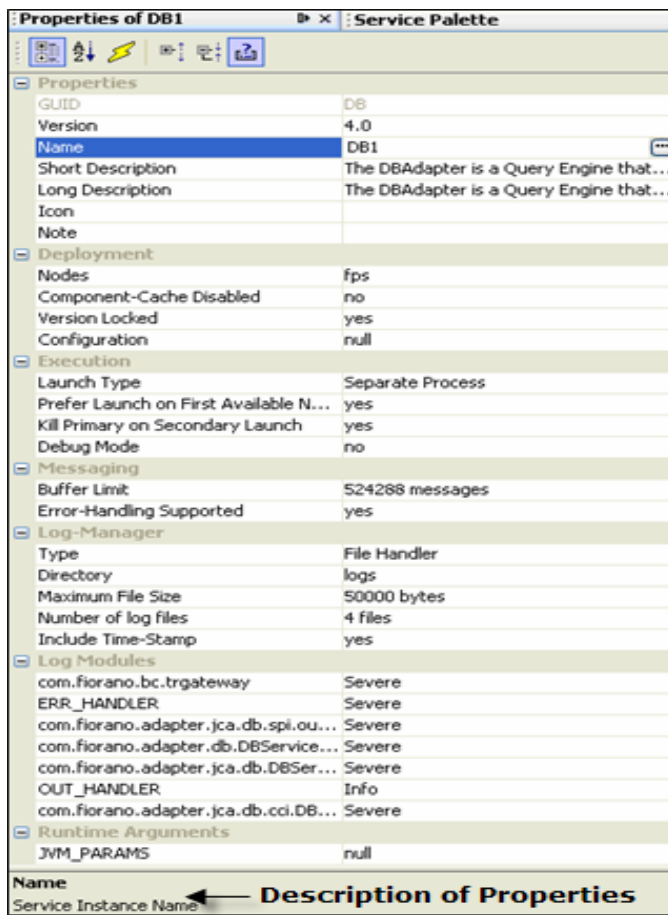 Properties of DB1
Service Palette
Properties
GUID DB
Version 4.0
Name DB1 ...
Short Description The DBAdapter is a Query Engine that...
Long Description The DBAdapter is a Query Engine that...
Icon
Note
Deployment
Nodes fps
Component-Cache Disabled no
Version Locked yes
Configuration null
Execution
Launch Type Separate Process
Prefer Launch on First Available N... yes
Kill Primary on Secondary Launch yes
Debug Mode no
Messaging
Buffer Limit 524288 messages
Error-Handling Supported yes
Log-Manager
Type File Handler
Directory logs
Maximum File Size 50000 bytes
Number of log files 4 files
Include Time-Stamp yes
Log Modules
com.fiorano.bc.trgateway Severe
ERR_HANDLER Severe
com.fiorano.adapter.jca.db.spi.ou... Severe
com.fiorano.adapter.db.DBService... Severe
com.fiorano.adapter.jca.db.DBSer... Severe
OUT_HANDLER Info
com.fiorano.adapter.jca.db.cci.DB... Severe
Runtime Arguments
JVM_PARAMS null
Name
Service Instance Name
Description of Properties